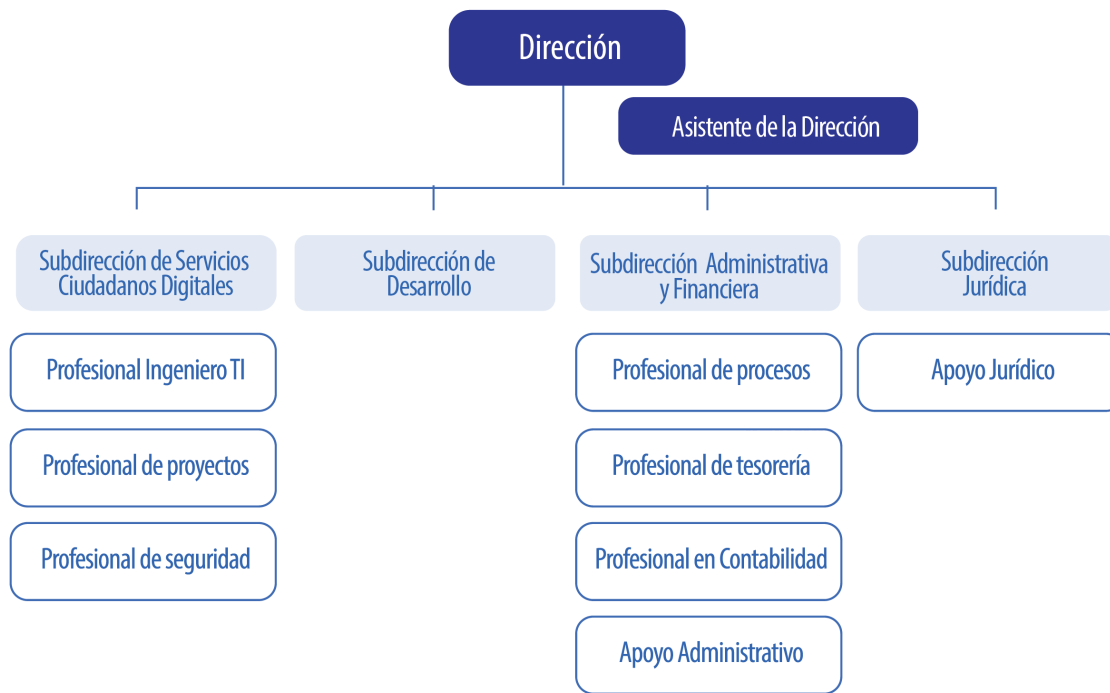 Dirección
Asistente de la Dirección
Subdirección de Servicios
Ciudadanos Digitales
Subdirección de
Desarrollo
Subdirección Administrativa
y Financiera
Subdirección
Jurídica
Profesional Ingeniero TI
Profesional de procesos
Apoyo Jurídico
Profesional de proyectos
Profesional de tesorería
Profesional de seguridad
Profesional en Contabilidad
Apoyo Administrativo